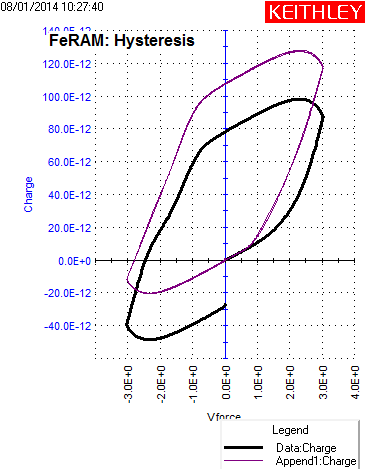 08/01/2014 10:27:40
KEITHLEY
FeRAM: Hysteresis
140.0E-12
120.0E-12
100.0E-12
80.0E-12
60.0E-12
40.0E-12
20.0E-12
0.0E+0
-20.0E-12
-40.0E-12
Charge
-3.0E+0
-2.0E+0
-1.0E+0
0.0E+0
1.0E+0
2.0E+0
3.0E+0
4.0E+0
Vforce
Legend
Data:Charge
Append1:Charge